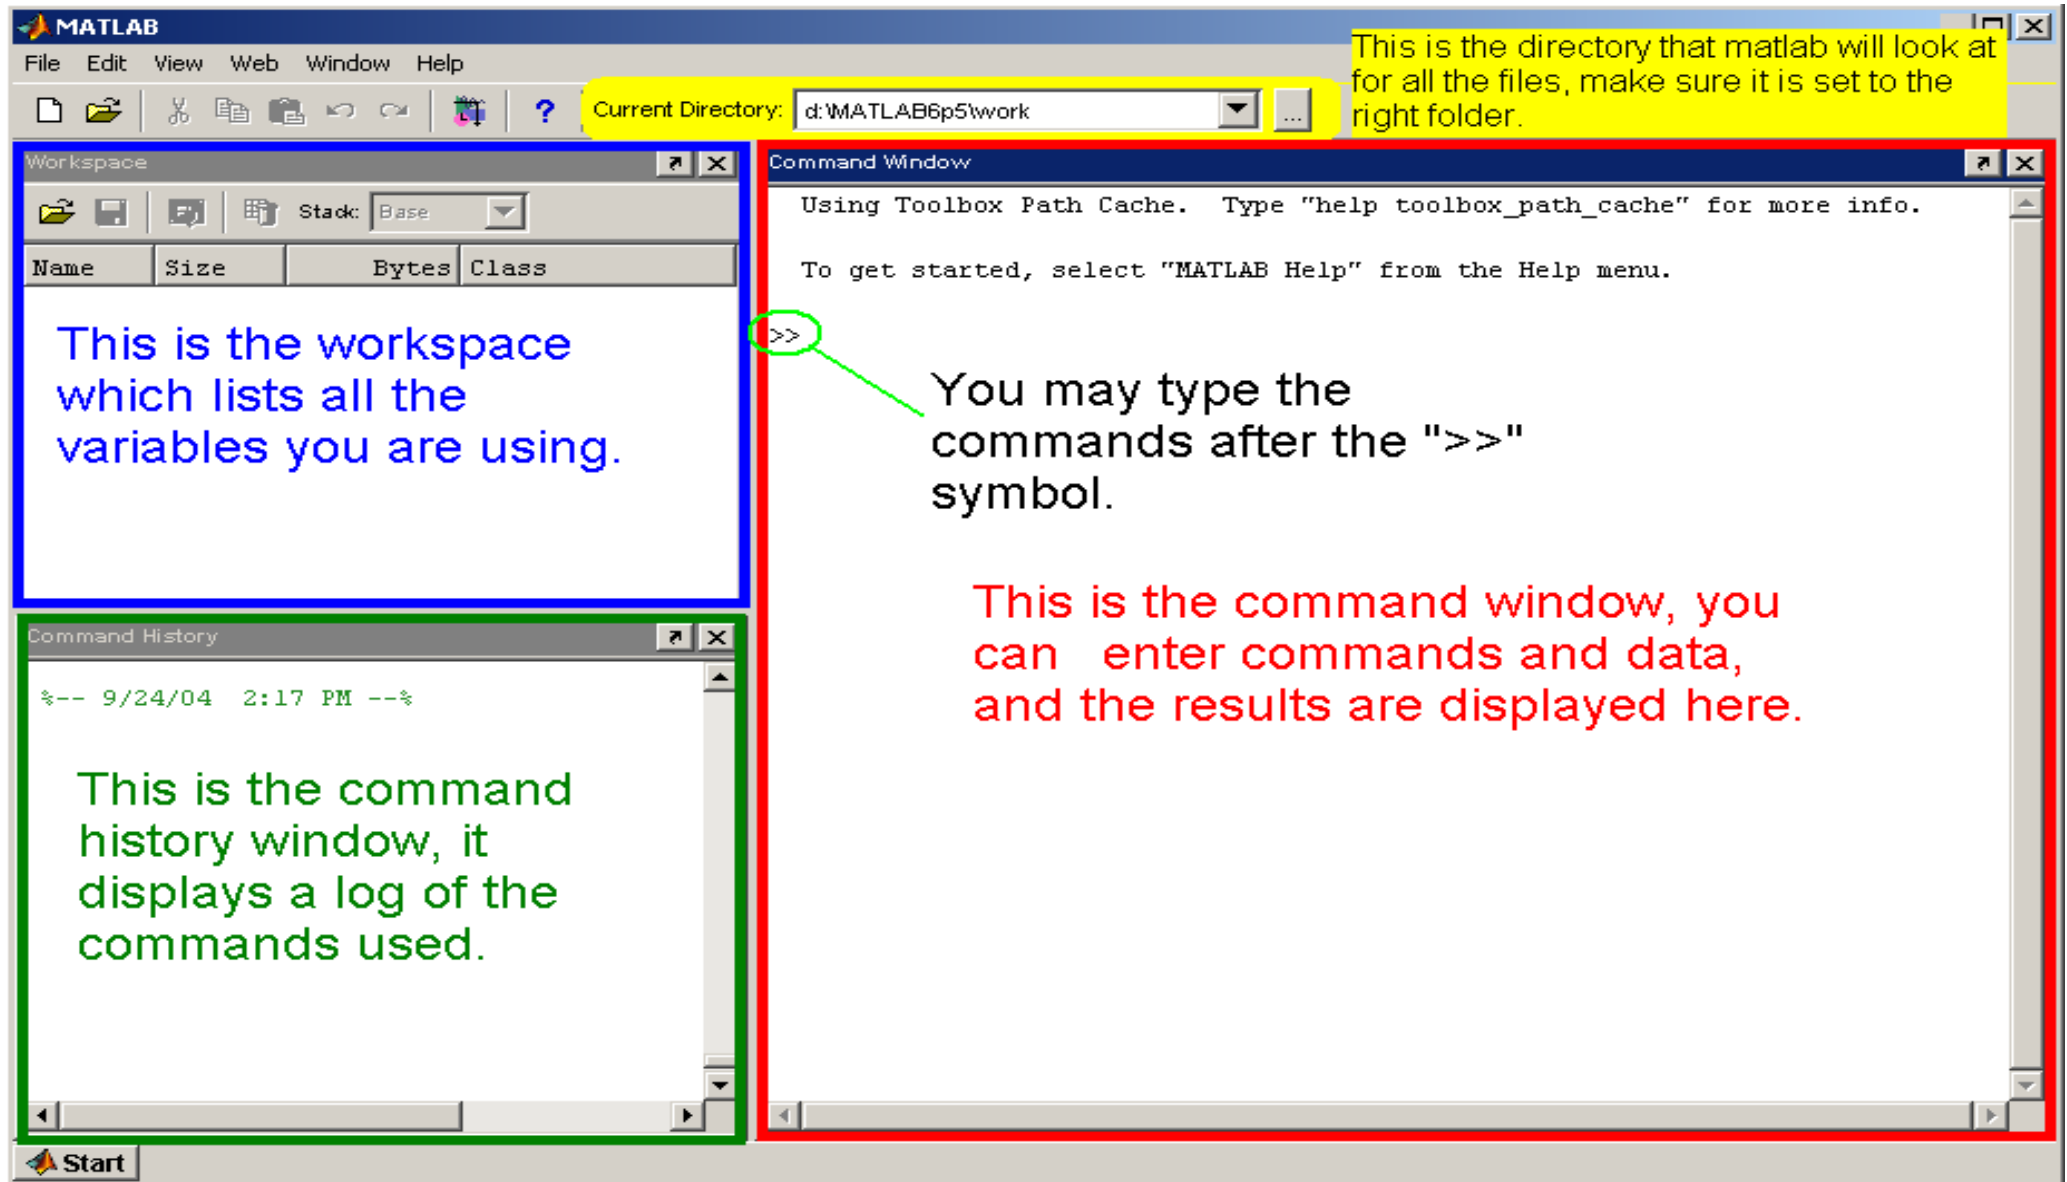 MATLAB
File Edit View Web Window Help
This is the directory that matlab will look at
for all the files, make sure it is set to the
right folder.
Current Directory: d:\MATLAB6p5\work ...
Workspace
Stack: Base
Name Size Bytes Class
This is the workspace
which lists all the
variables you are using.
Command History
%-- 9/24/04 2:17 PM --%
This is the command
history window, it
displays a log of the
commands used.
Command Window
Using Toolbox Path Cache. Type "help toolbox_path_cache" for more info.
To get started, select "MATLAB Help" from the Help menu.
>>
You may type the
commands after the ">>"
symbol.
This is the command window, you
can enter commands and data,
and the results are displayed here.
Start